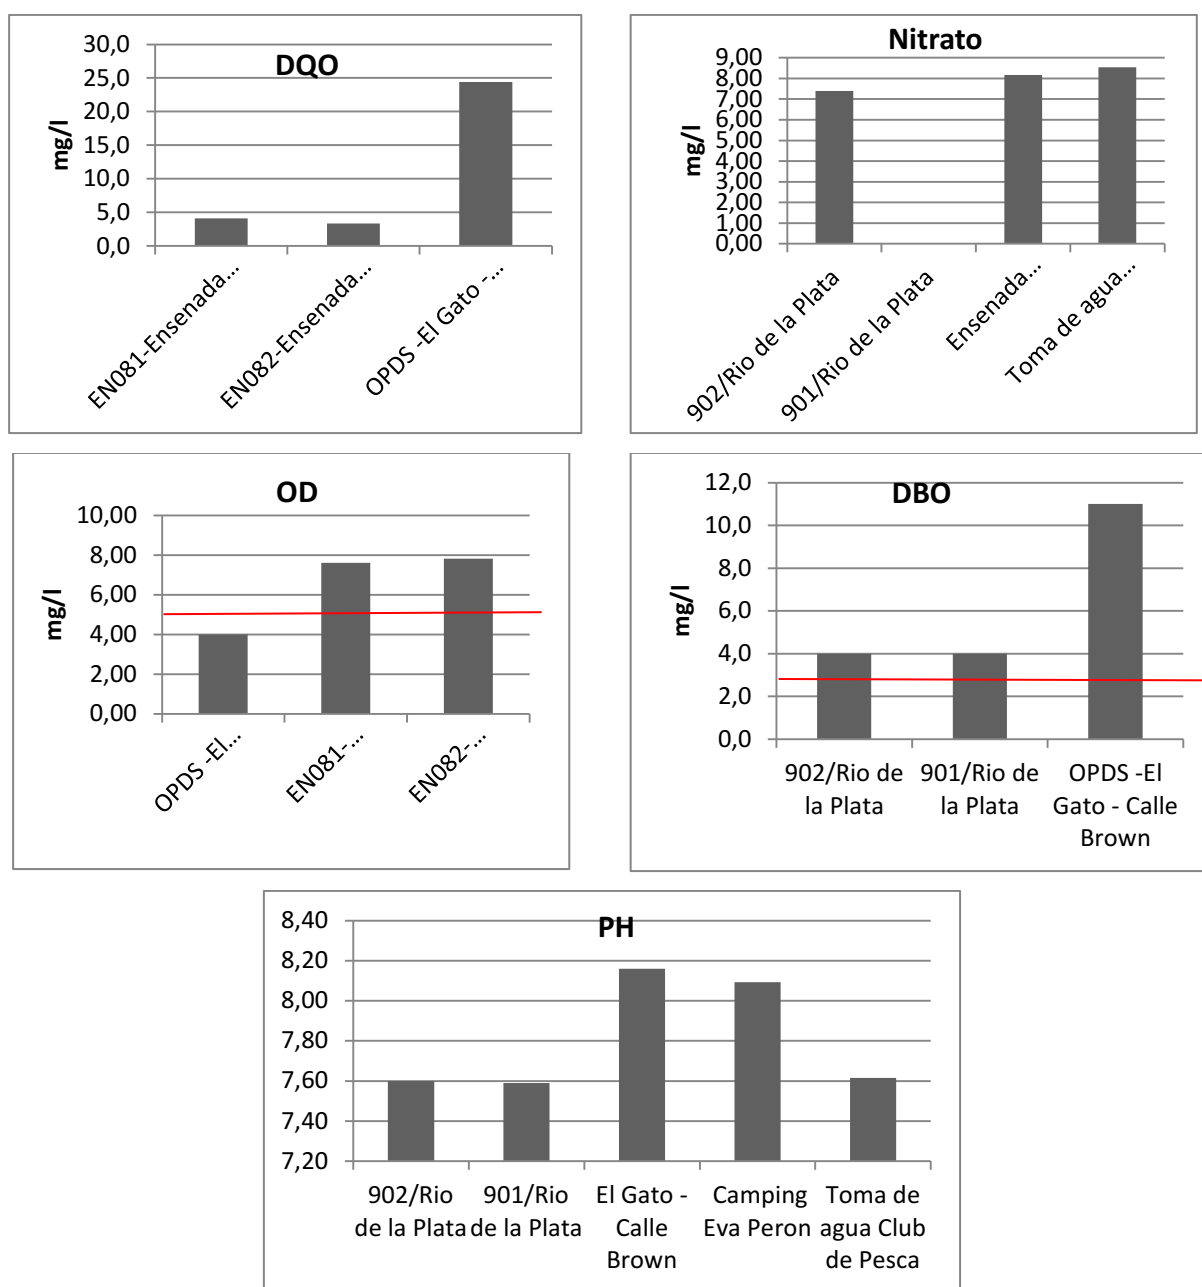 DQO
mg/l
30,0
25,0
20,0
15,0
10,0
5,0
0,0
EN081-Ensenada...
EN082-Ensenada...
OPDS -El Gato -...
Nitrato
mg/l
9,00
8,00
7,00
6,00
5,00
4,00
3,00
2,00
1,00
0,00
902/Rio de la Plata
901/Rio de la Plata
Ensenada...
Toma de agua...
OD
mg/l
10,00
8,00
6,00
4,00
2,00
0,00
OPDS -El...
EN081-...
EN082-...
DBO
mg/l
12,0
10,0
8,0
6,0
4,0
2,0
0,0
902/Rio de
la Plata
901/Rio de
la Plata
OPDS -El
Gato - Calle
Brown
PH
8,40
8,20
8,00
7,80
7,60
7,40
7,20
902/Rio
de la Plata
901/Rio
de la Plata
El Gato -
Calle
Brown
Camping
Eva Peron
Toma de
agua Club
de Pesca